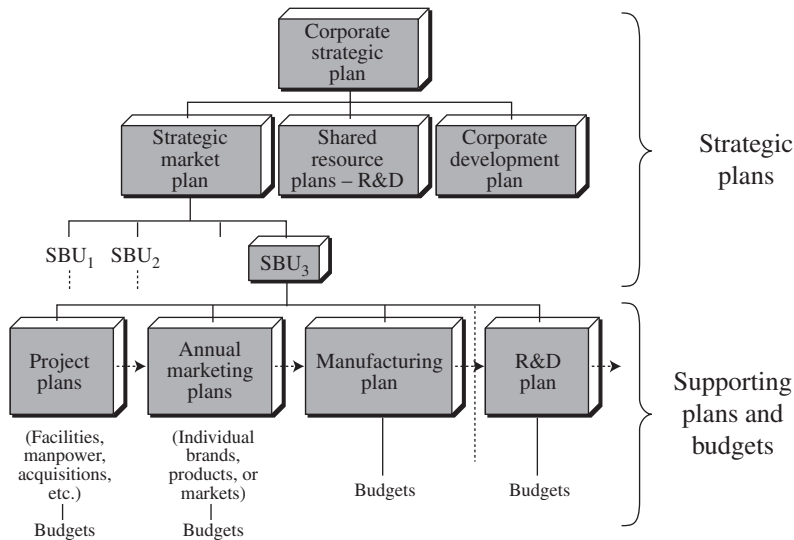 Corporate
strategic
plan
Strategic
market
plan
Shared
resource
plans – R&D
Corporate
development
plan
Strategic
plans
SBU₁
SBU₂
SBU₃
Project
plans
Annual
marketing
plans
Manufacturing
plan
R&D
plan
Supporting
plans and
budgets
(Facilities,
manpower,
acquisitions,
etc.)
Budgets
(Individual
brands,
products, or
markets)
Budgets
Budgets
Budgets